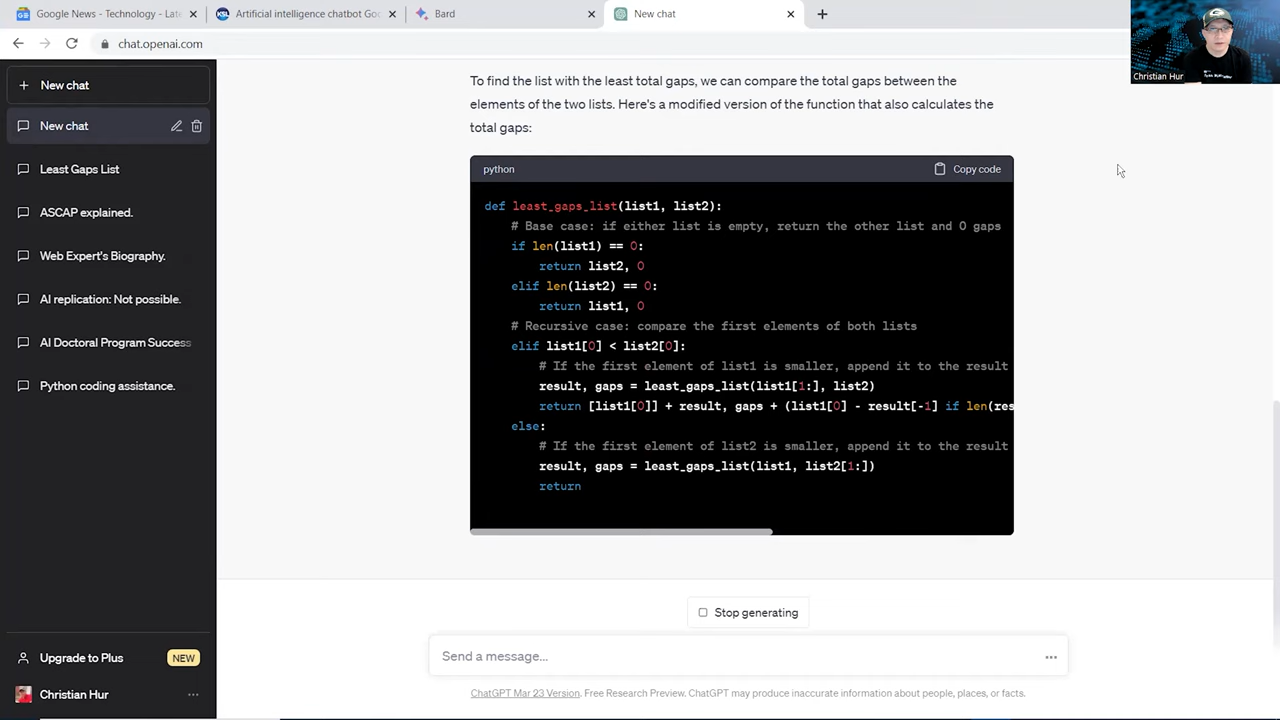 Google News - Technology - Late
KSL Artificial intelligence chatbot Goo
Bard
New chat
chat.openai.com
Christian Hur
New chat
New chat
Least Gaps List
ASCAP explained.
Web Expert's Biography.
AI replication: Not possible.
AI Doctoral Program Success
Python coding assistance.
Upgrade to Plus NEW
Christian Hur
To find the list with the least total gaps, we can compare the total gaps between the
elements of the two lists. Here's a modified version of the function that also calculates the
total gaps:
python Copy code
def least_gaps_list(list1, list2):
# Base case: if either list is empty, return the other list and 0 gaps
if len(list1) == 0:
return list2, 0
elif len(list2) == 0:
return list1, 0
# Recursive case: compare the first elements of both lists
elif list1[0] < list2[0]:
# If the first element of list1 is smaller, append it to the result
result, gaps = least_gaps_list(list1[1:], list2)
return [list1[0]] + result, gaps + (list1[0] - result[-1] if len(res
else:
# If the first element of list2 is smaller, append it to the result
result, gaps = least_gaps_list(list1, list2[1:])
return
Stop generating
Send a message...
ChatGPT Mar 23 Version. Free Research Preview. ChatGPT may produce inaccurate information about people, places, or facts.